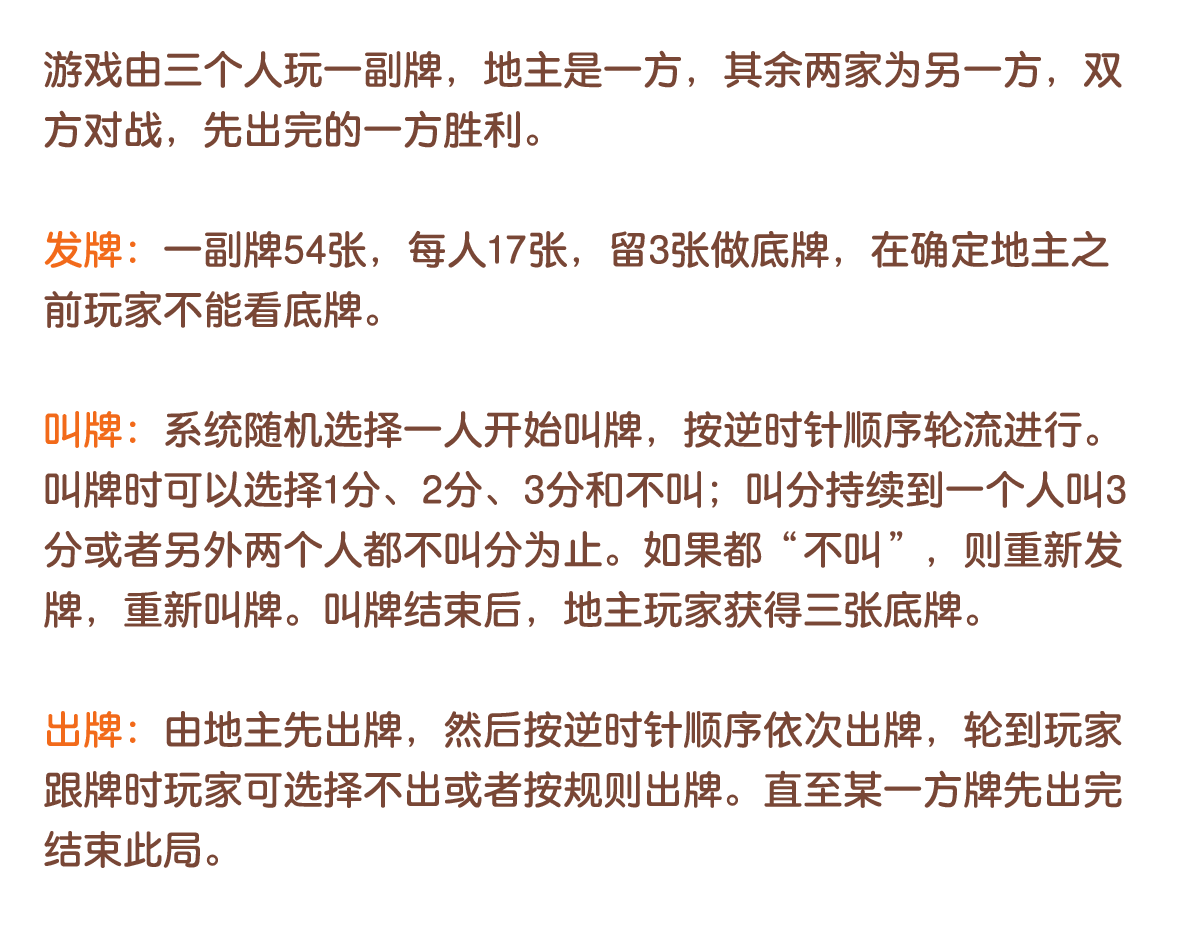 游戏由三个人玩一副牌，地主是一方，其余两家为另一方，双
方对战，先出完的一方胜利。
发牌：一副牌54张，每人17张，留3张做底牌，在确定地主之
前玩家不能看底牌。
叫牌：系统随机选择一人开始叫牌，按逆时针顺序轮流进行。
叫牌时可以选择1分、2分、3分和不叫；叫分持续到一个人叫3
分或者另外两个人都不叫分为止。如果都“不叫”，则重新发
牌，重新叫牌。叫牌结束后，地主玩家获得三张底牌。
出牌：由地主先出牌，然后按逆时针顺序依次出牌，轮到玩家
跟牌时玩家可选择不出或者按规则出牌。直至某一方牌先出完
结束此局。